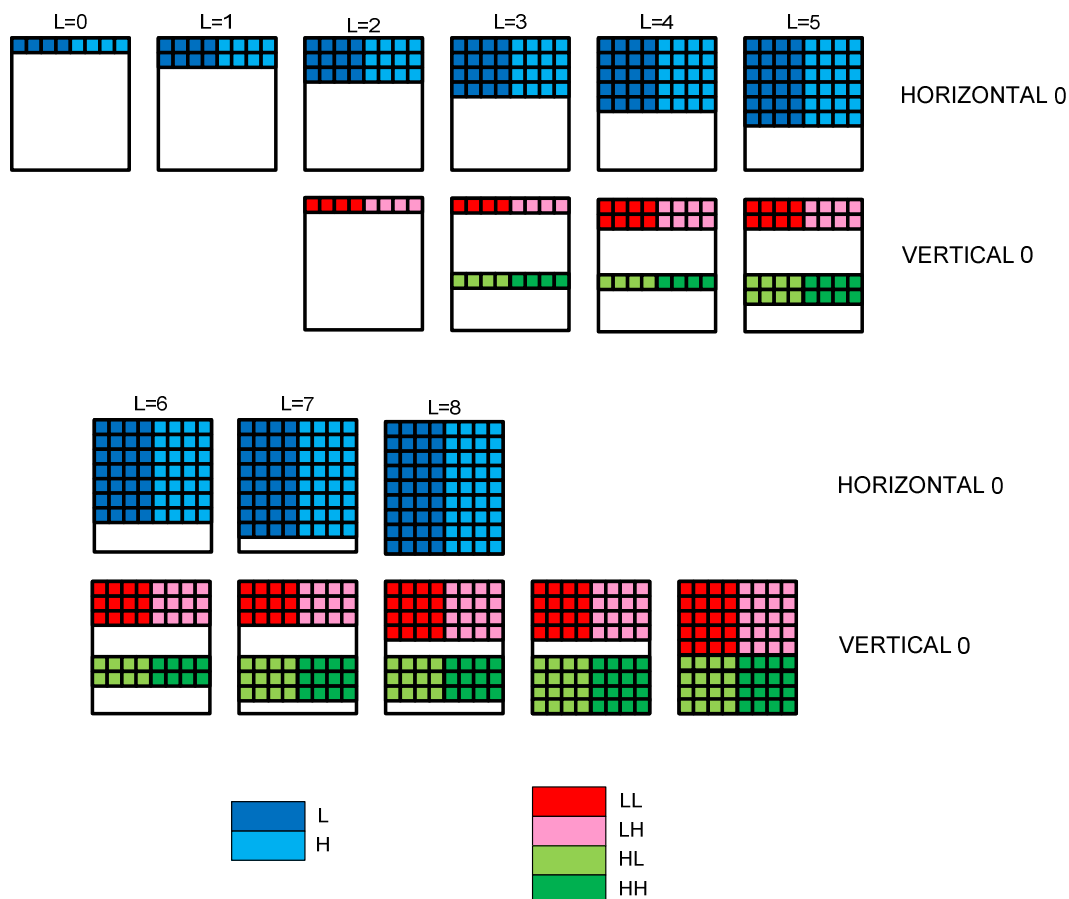 L=0 L=1 L=2 L=3 L=4 L=5
HORIZONTAL 0
VERTICAL 0
L=6 L=7 L=8
HORIZONTAL 0
VERTICAL 0
L
H
LL
LH
HL
HH